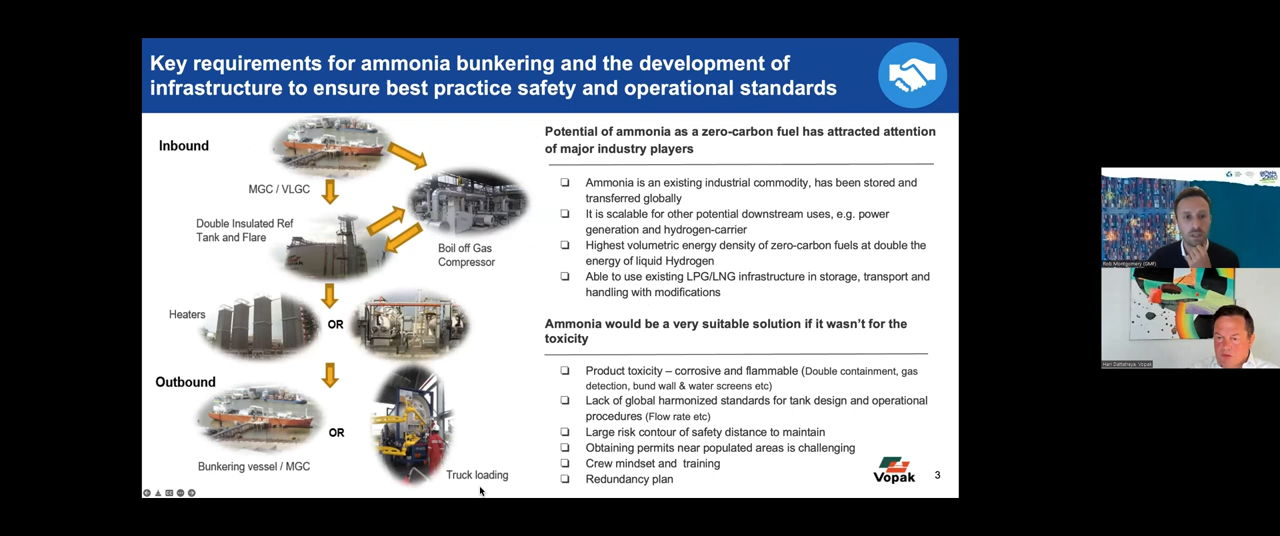 Key requirements for ammonia bunkering and the development of
infrastructure to ensure best practice safety and operational standards
Inbound
MGC / VLGC
Double Insulated Ref
Tank and Flare
Boil off Gas
Compressor
Heaters
OR
Outbound
OR
Bunkering vessel / MGC
Truck loading
Potential of ammonia as a zero-carbon fuel has attracted attention
of major industry players
❑ Ammonia is an existing industrial commodity, has been stored and
transferred globally
❑ It is scalable for other potential downstream uses, e.g. power
generation and hydrogen-carrier
❑ Highest volumetric energy density of zero-carbon fuels at double the
energy of liquid Hydrogen
❑ Able to use existing LPG/LNG infrastructure in storage, transport and
handling with modifications
Ammonia would be a very suitable solution if it wasn't for the
toxicity
❑ Product toxicity – corrosive and flammable (Double containment, gas
detection, bund wall & water screens etc)
❑ Lack of global harmonized standards for tank design and operational
procedures (Flow rate etc)
❑ Large risk contour of safety distance to maintain
❑ Obtaining permits near populated areas is challenging
❑ Crew mindset and training
❑ Redundancy plan
Vopak
3
Rob Montgomery (GMF)
Hari Dattatreya, Vopak